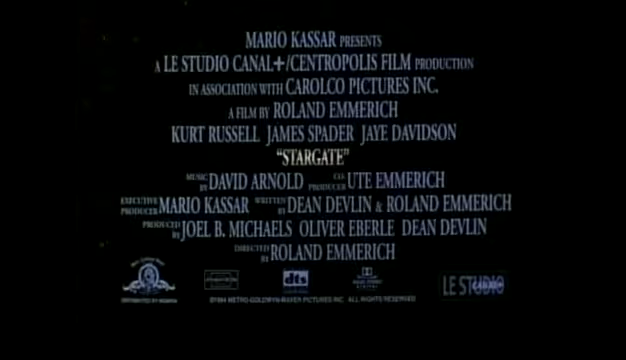 MARIO KASSAR PRESENTS
A LE STUDIO CANAL+/CENTROPOLIS FILM PRODUCTION
IN ASSOCIATION WITH CAROLCO PICTURES INC.
A FILM BY ROLAND EMMERICH
KURT RUSSELL JAMES SPADER JAYE DAVIDSON
"STARGATE"
MUSIC BY DAVID ARNOLD CO-PRODUCER UTE EMMERICH
EXECUTIVE PRODUCER MARIO KASSAR WRITTEN BY DEAN DEVLIN & ROLAND EMMERICH
PRODUCED BY JOEL B. MICHAELS OLIVER EBERLE DEAN DEVLIN
DIRECTED BY ROLAND EMMERICH
dts
DIGITAL
LE STUDIO
CANAL+
©1994 METRO-GOLDWYN-MAYER PICTURES INC. ALL RIGHTS RESERVED